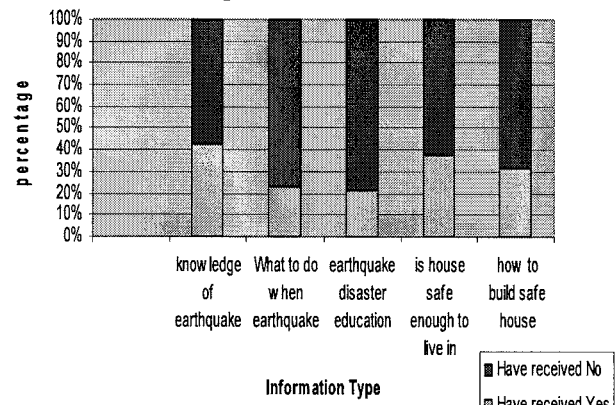 100%
90%
80%
70%
60%
50%
40%
30%
20%
10%
0%
percentage
knowledge of earthquake
What to do when earthquake
earthquake disaster education
is house safe enough to live in
how to build safe house
Information Type
Have received No
Have received Yes